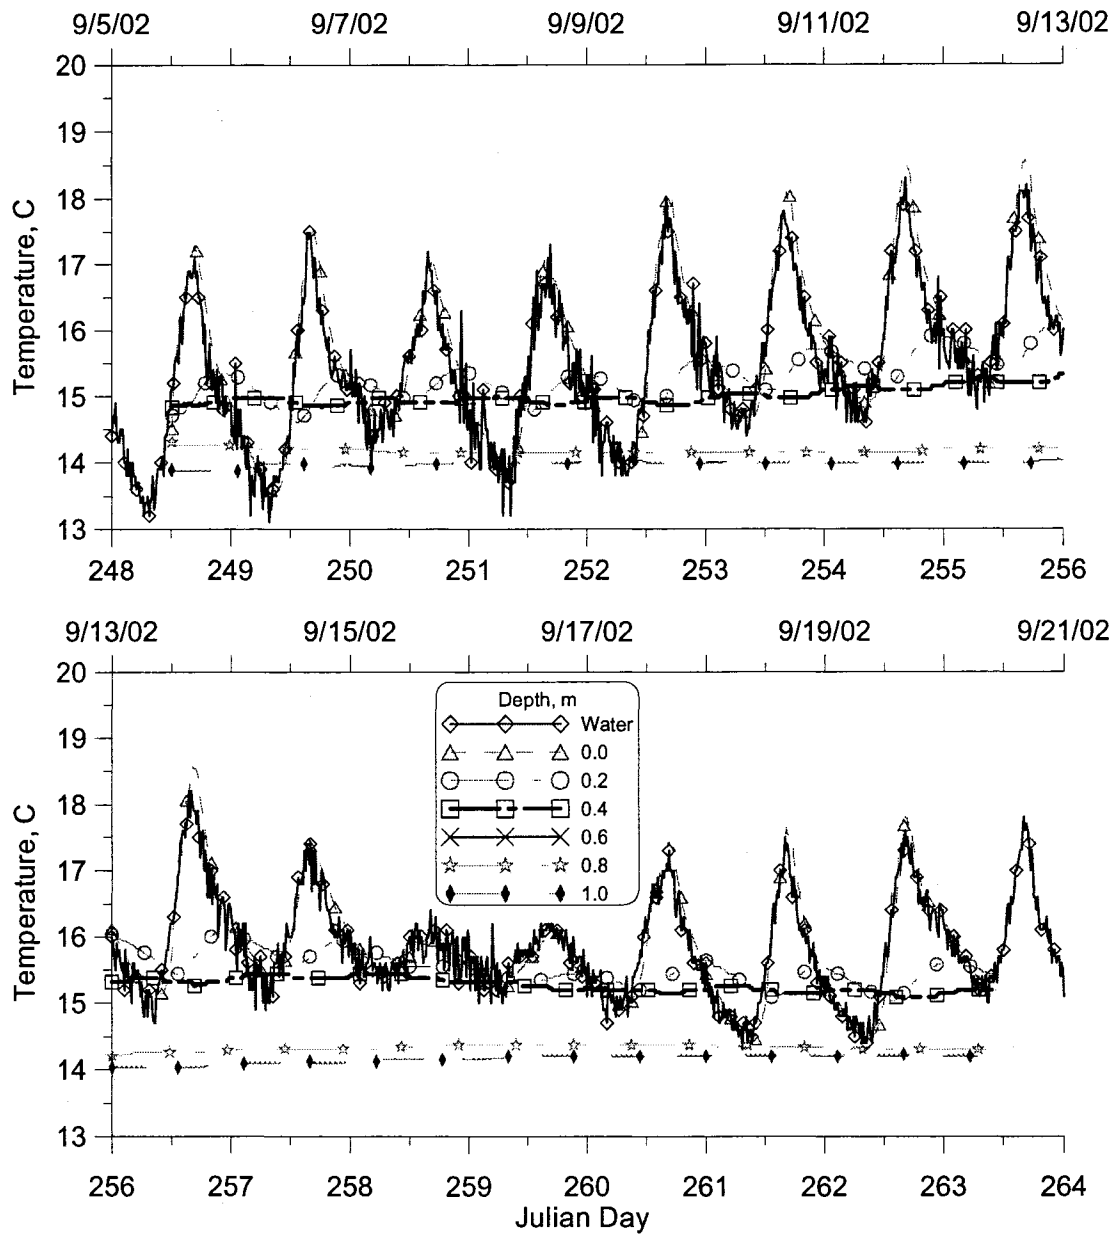 9/5/02 9/7/02 9/9/02 9/11/02 9/13/02
20
19
18
17
16
15
14
13
Temperature, C
248 249 250 251 252 253 254 255 256
9/13/02 9/15/02 9/17/02 9/19/02 9/21/02
20
19
18
17
16
15
14
13
Temperature, C
Depth, m
Water
0.0
0.2
0.4
0.6
0.8
1.0
256 257 258 259 260 261 262 263 264
Julian Day